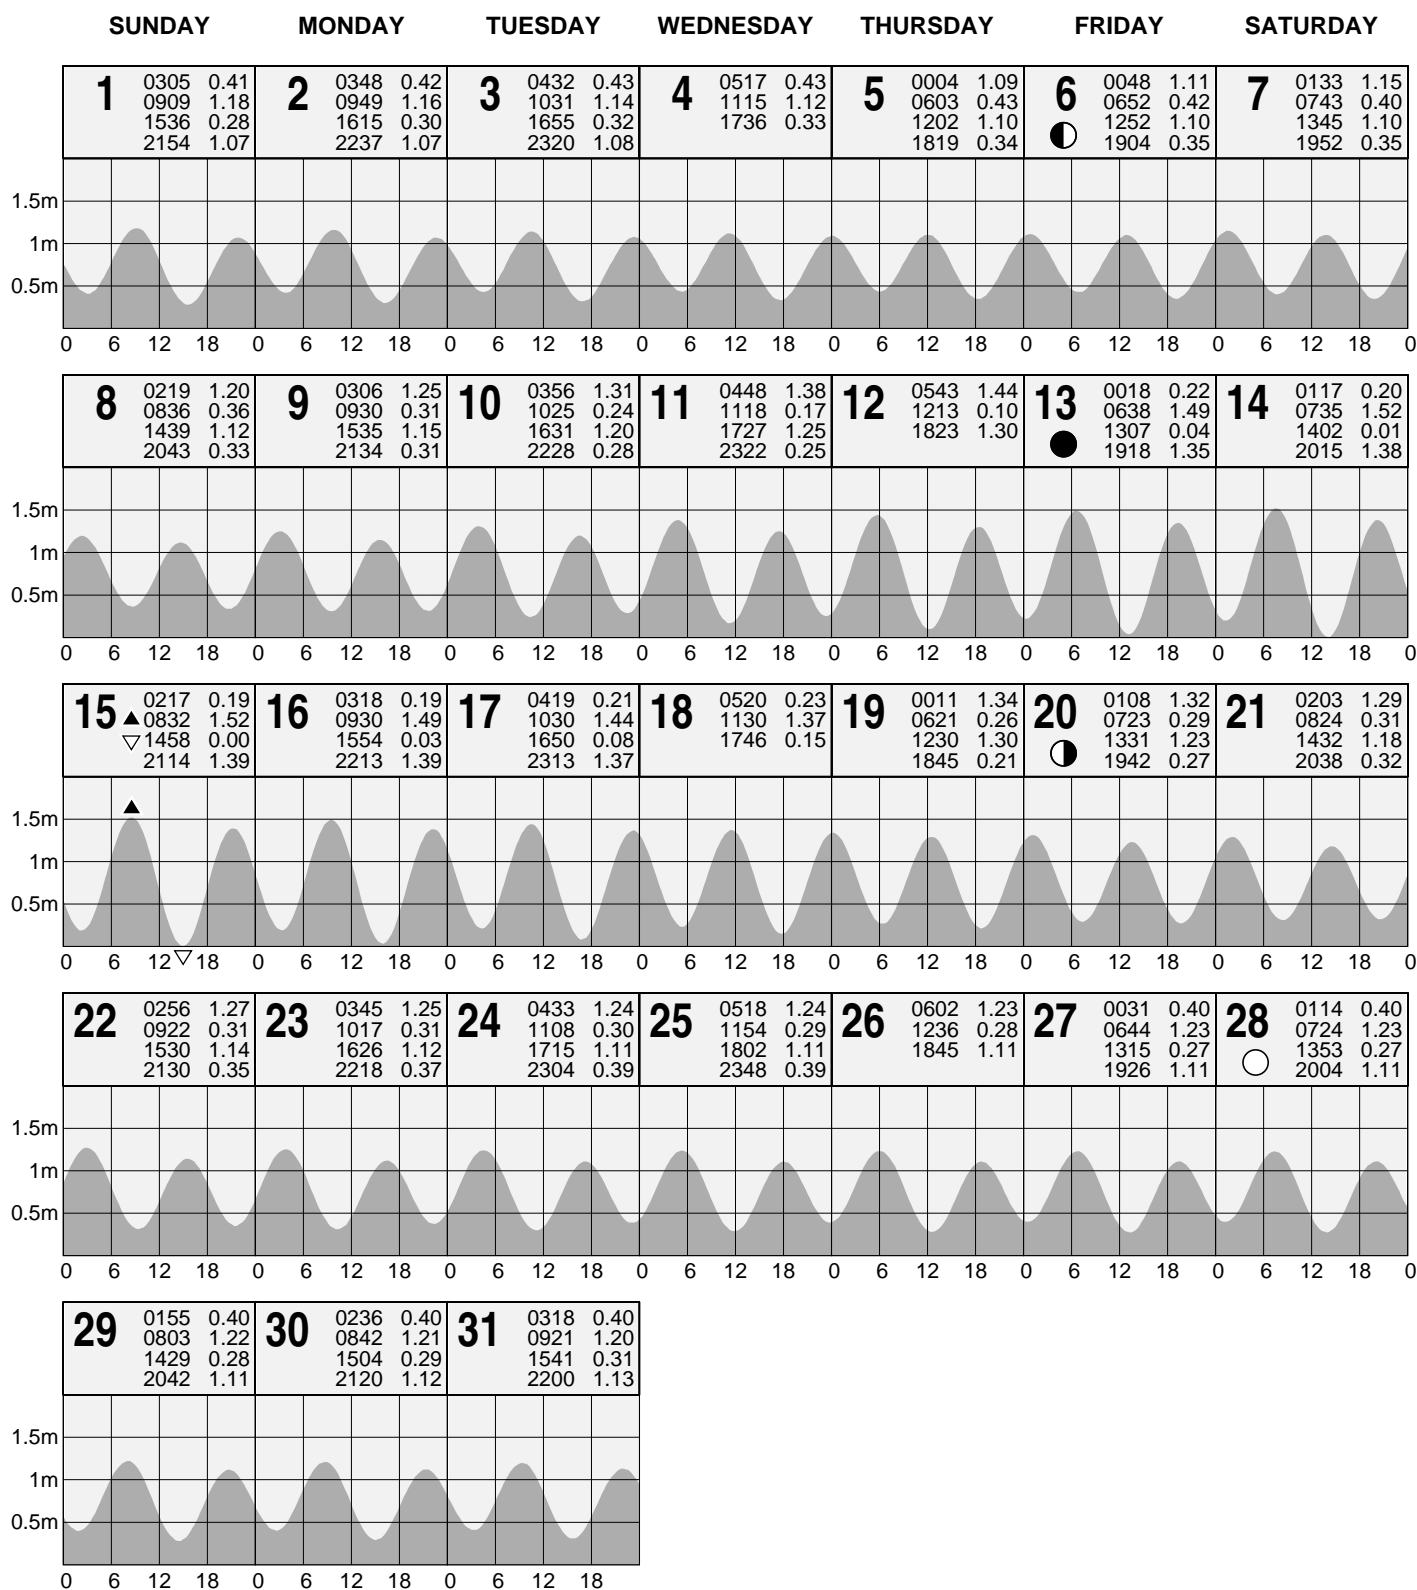 SUNDAY MONDAY TUESDAY WEDNESDAY THURSDAY FRIDAY SATURDAY
1 0305 0.41
0909 1.18
1536 0.28
2154 1.07
2 0348 0.42
0949 1.16
1615 0.30
2237 1.07
3 0432 0.43
1031 1.14
1655 0.32
2320 1.08
4 0517 0.43
1115 1.12
1736 0.33
5 0004 1.09
0603 0.43
1202 1.10
1819 0.34
6 0048 1.11
0652 0.42
1252 1.10
1904 0.35
7 0133 1.15
0743 0.40
1345 1.10
1952 0.35
1.5m
1m
0.5m
0 6 12 18 0 6 12 18 0 6 12 18 0 6 12 18 0 6 12 18 0 6 12 18 0 6 12 18 0
8 0219 1.20
0836 0.36
1439 1.12
2043 0.33
9 0306 1.25
0930 0.31
1535 1.15
2134 0.31
10 0356 1.31
1025 0.24
1631 1.20
2228 0.28
11 0448 1.38
1118 0.17
1727 1.25
2322 0.25
12 0543 1.44
1213 0.10
1823 1.30
13 0018 0.22
0638 1.49
1307 0.04
1918 1.35
14 0117 0.20
0735 1.52
1402 0.01
2015 1.38
1.5m
1m
0.5m
0 6 12 18 0 6 12 18 0 6 12 18 0 6 12 18 0 6 12 18 0 6 12 18 0 6 12 18 0
15 0217 0.19
0832 1.52
1458 0.00
2114 1.39
16 0318 0.19
0930 1.49
1554 0.03
2213 1.39
17 0419 0.21
1030 1.44
1650 0.08
2313 1.37
18 0520 0.23
1130 1.37
1746 0.15
19 0011 1.34
0621 0.26
1230 1.30
1845 0.21
20 0108 1.32
0723 0.29
1331 1.23
1942 0.27
21 0203 1.29
0824 0.31
1432 1.18
2038 0.32
1.5m
1m
0.5m
0 6 12 18 0 6 12 18 0 6 12 18 0 6 12 18 0 6 12 18 0 6 12 18 0 6 12 18 0
22 0256 1.27
0922 0.31
1530 1.14
2130 0.35
23 0345 1.25
1017 0.31
1626 1.12
2218 0.37
24 0433 1.24
1108 0.30
1715 1.11
2304 0.39
25 0518 1.24
1154 0.29
1802 1.11
2348 0.39
26 0602 1.23
1236 0.28
1845 1.11
27 0031 0.40
0644 1.23
1315 0.27
1926 1.11
28 0114 0.40
0724 1.23
1353 0.27
2004 1.11
1.5m
1m
0.5m
0 6 12 18 0 6 12 18 0 6 12 18 0 6 12 18 0 6 12 18 0 6 12 18 0 6 12 18 0
29 0155 0.40
0803 1.22
1429 0.28
2042 1.11
30 0236 0.40
0842 1.21
1504 0.29
2120 1.12
31 0318 0.40
0921 1.20
1541 0.31
2200 1.13
1.5m
1m
0.5m
0 6 12 18 0 6 12 18 0 6 12 18